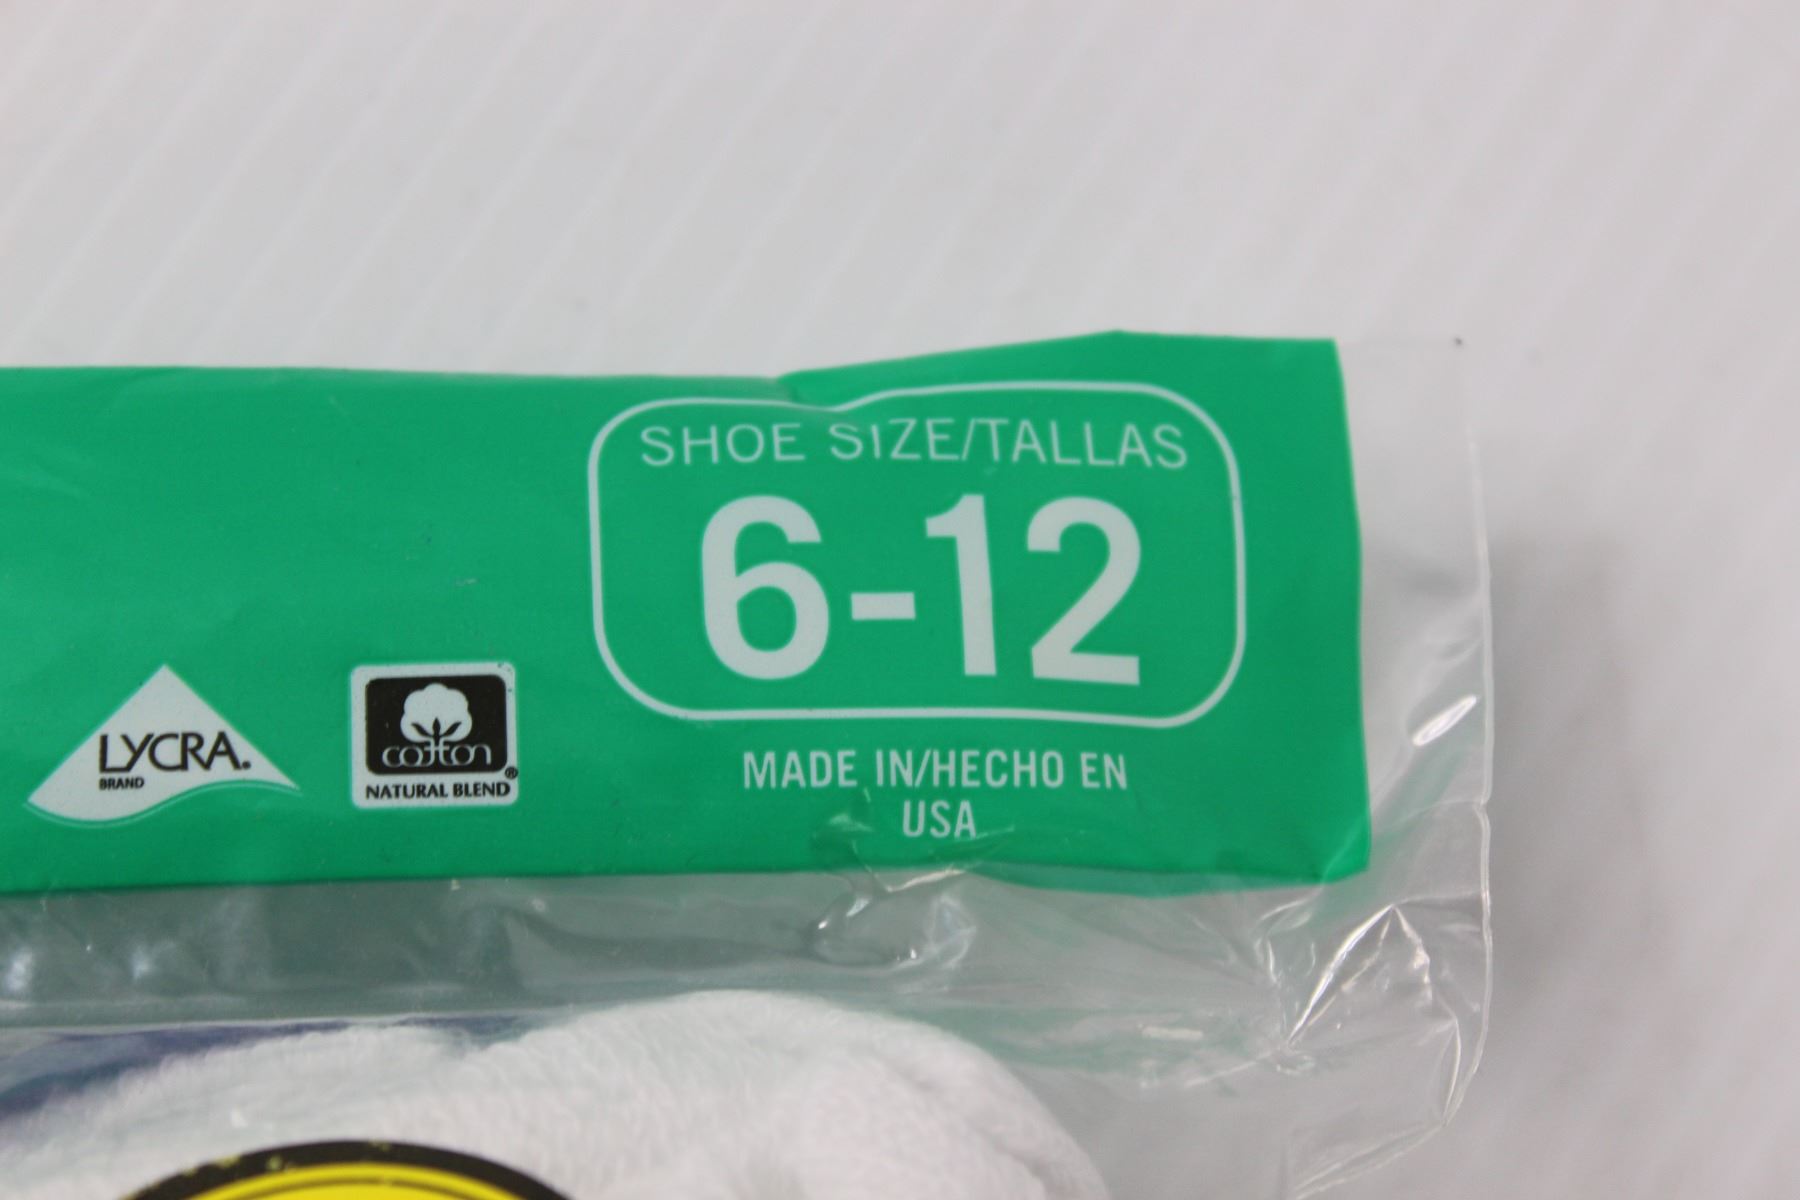 SHOE SIZE/TALLAS
6-12
MADE IN/HECHO EN
USA
LYCRA.
BRAND
cotton
NATURAL BLEND®